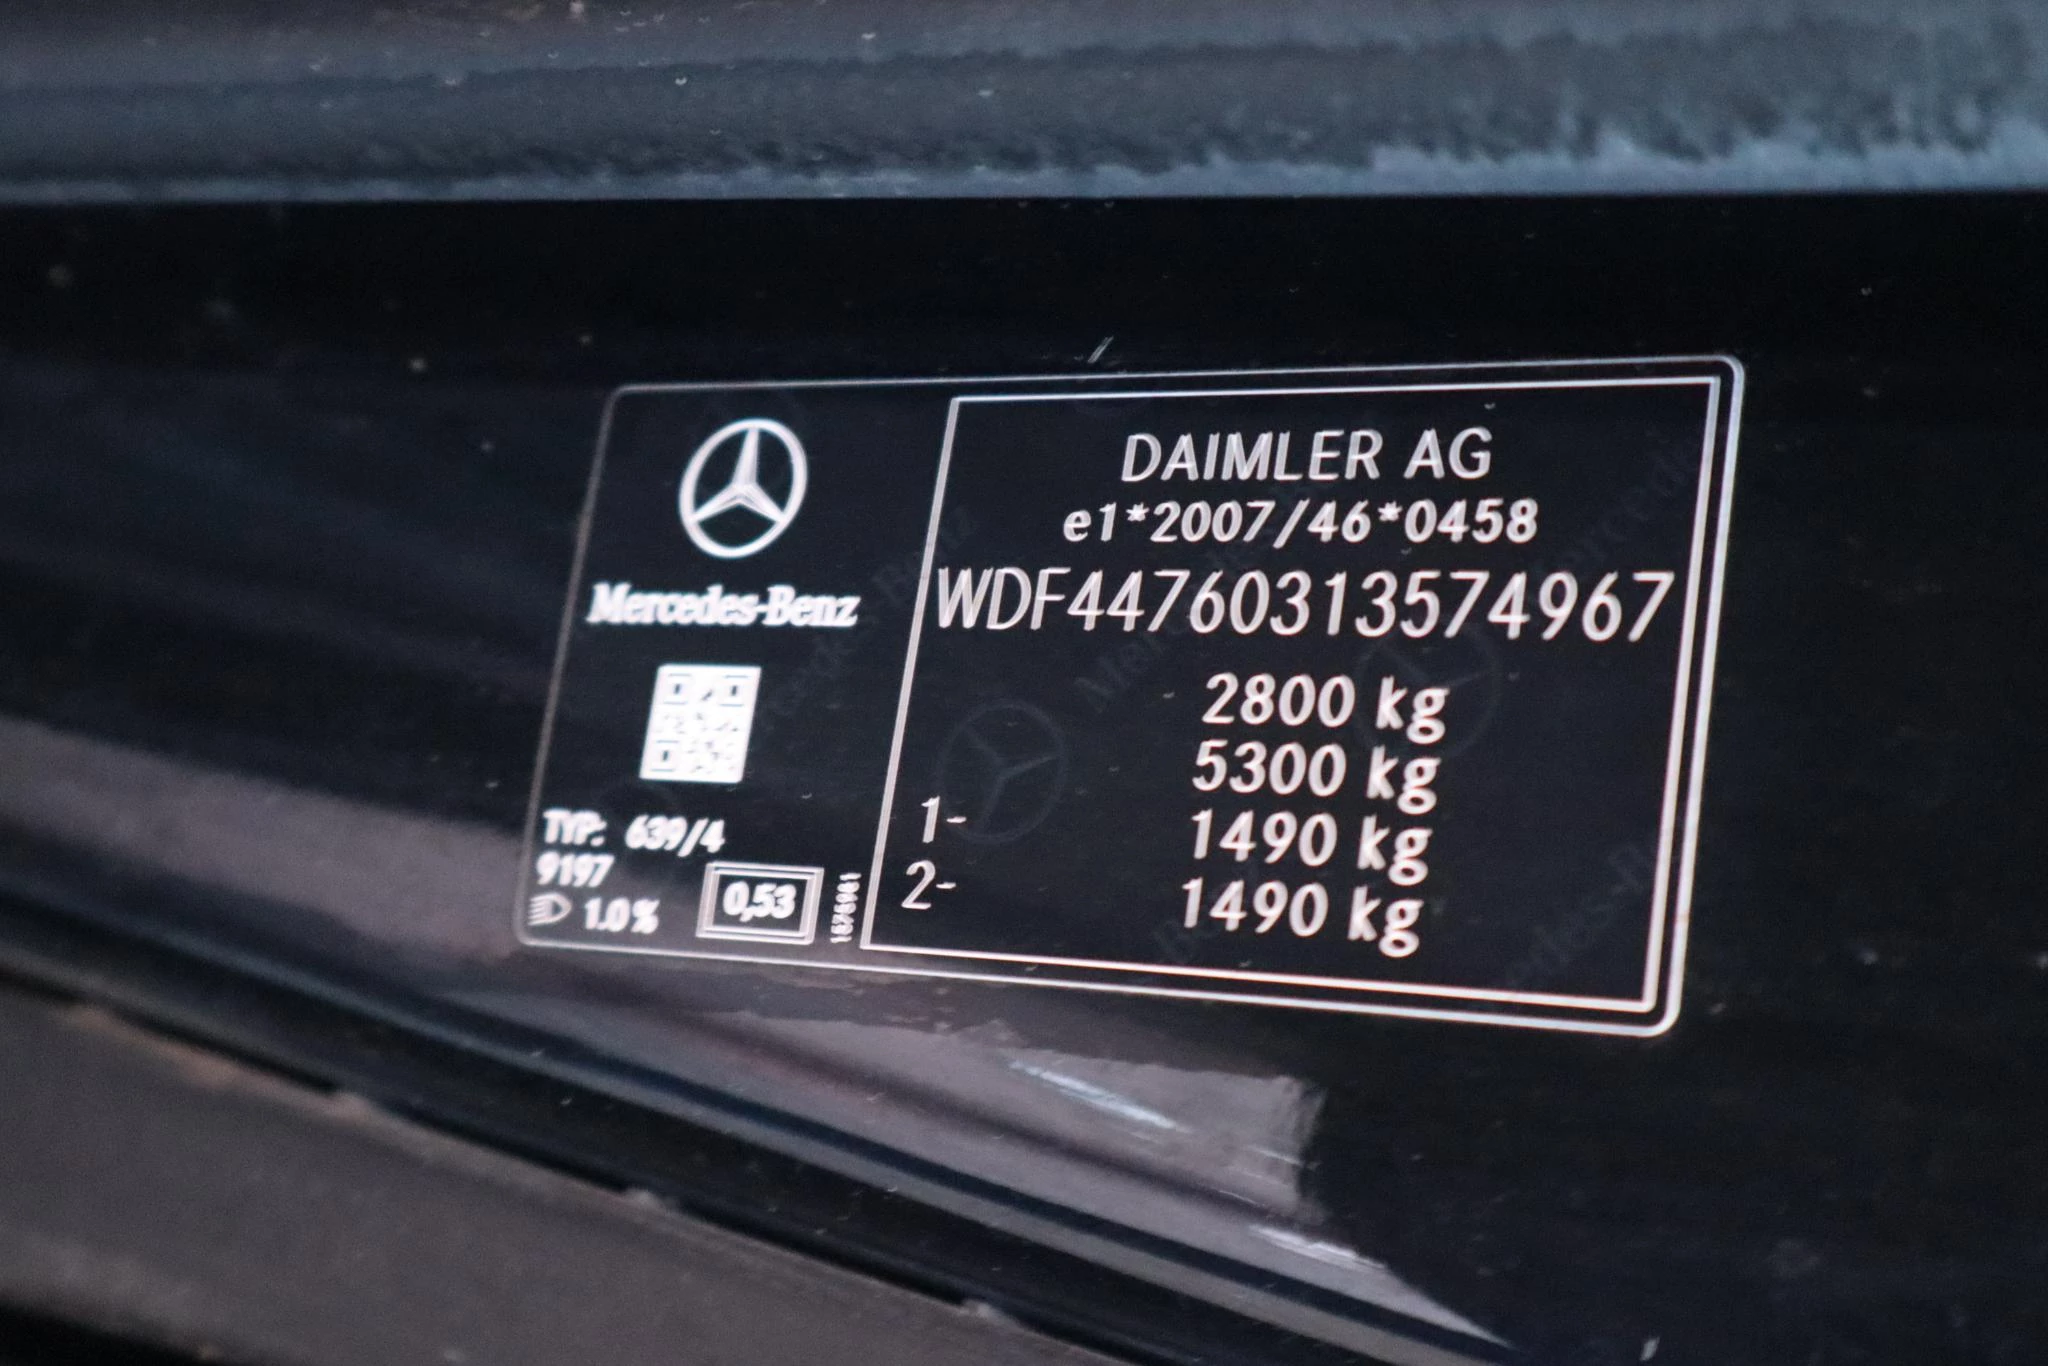 Mercedes-Benz
TYP: 639/4
9197
1.0%
0,53
DAIMLER AG
e1*2007/46*0458
WDF44760313574967
2800 kg
5300 kg
1- 1490 kg
2- 1490 kg